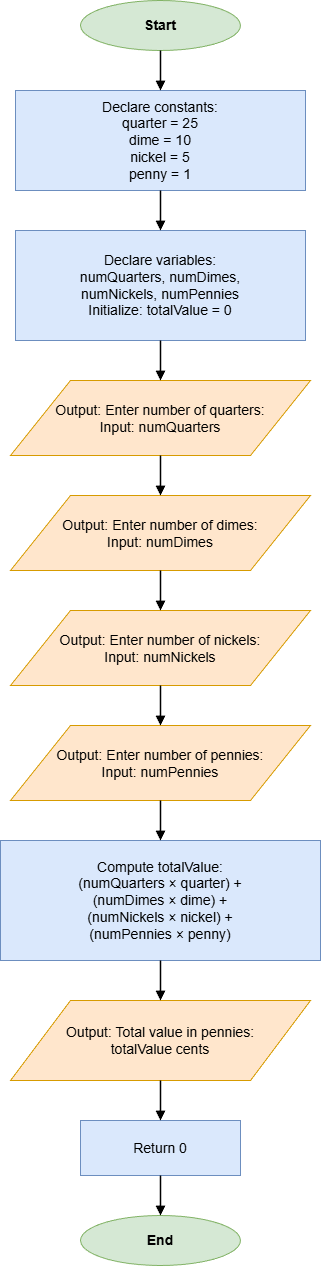 Start
Declare constants:
quarter = 25
dime = 10
nickel = 5
penny = 1
Declare variables:
numQuarters, numDimes,
numNickels, numPennies
Initialize: totalValue = 0
Output: Enter number of quarters:
Input: numQuarters
Output: Enter number of dimes:
Input: numDimes
Output: Enter number of nickels:
Input: numNickels
Output: Enter number of pennies:
Input: numPennies
Compute totalValue:
(numQuarters × quarter) +
(numDimes × dime) +
(numNickels × nickel) +
(numPennies × penny)
Output: Total value in pennies:
totalValue cents
Return 0
End